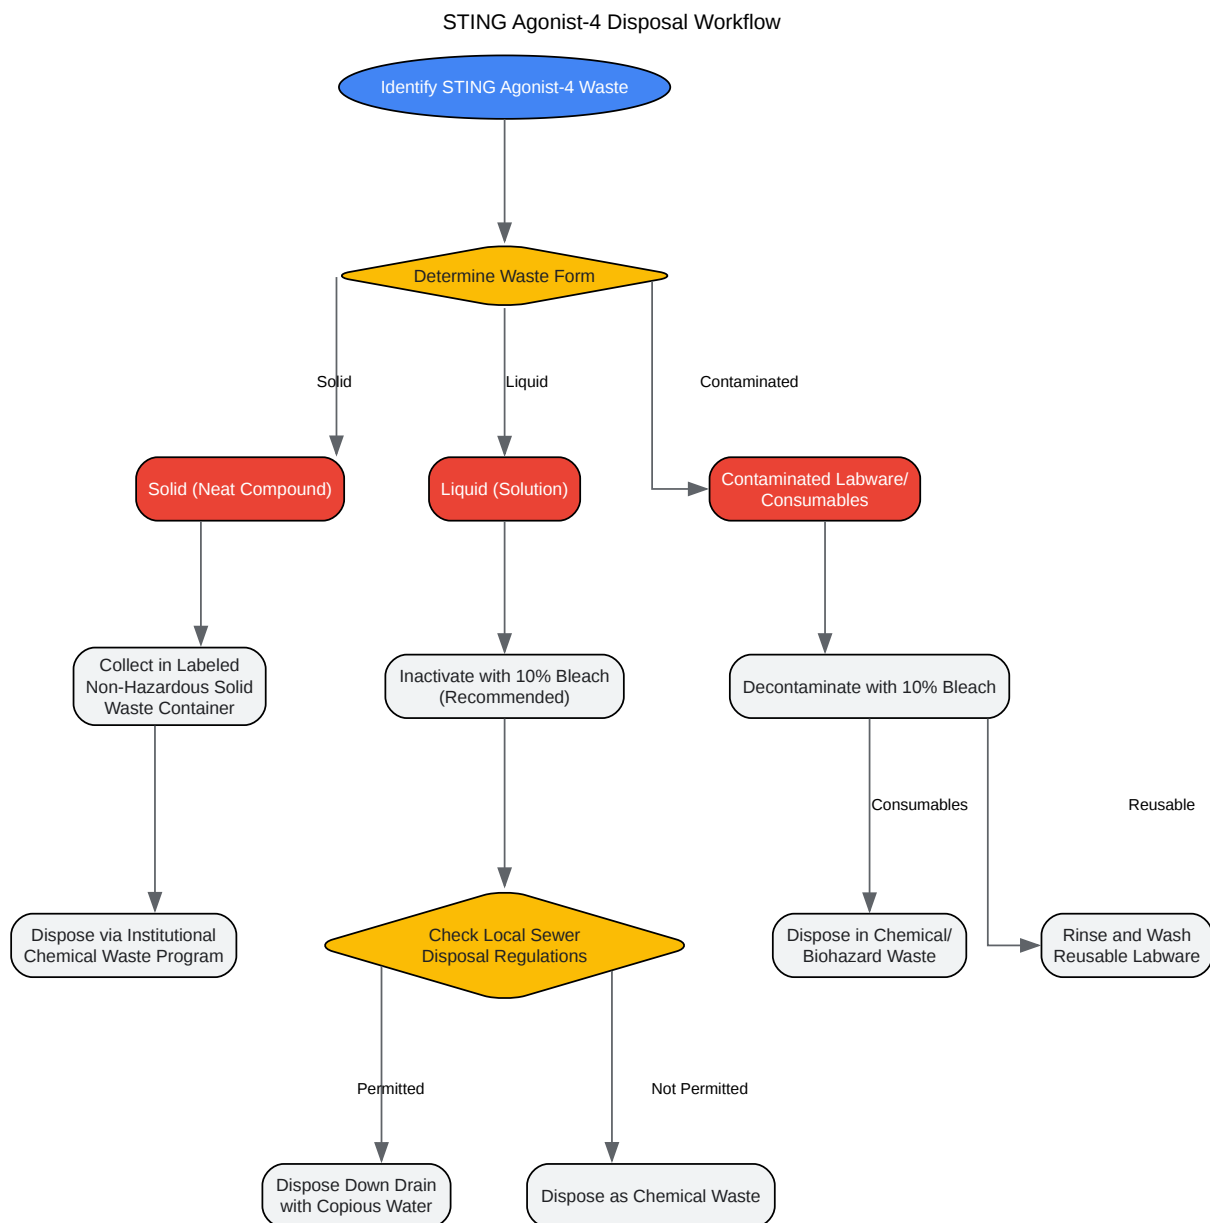 STING Agonist-4 Disposal Workflow
Identify STING Agonist-4 Waste
Determine Waste Form
Solid
Liquid
Contaminated
Solid (Neat Compound)
Liquid (Solution)
Contaminated Labware/
Consumables
Collect in Labeled
Non-Hazardous Solid
Waste Container
Inactivate with 10% Bleach
(Recommended)
Decontaminate with 10% Bleach
Consumables
Reusable
Dispose via Institutional
Chemical Waste Program
Check Local Sewer
Disposal Regulations
Dispose in Chemical/
Biohazard Waste
Rinse and Wash
Reusable Labware
Permitted
Not Permitted
Dispose Down Drain
with Copious Water
Dispose as Chemical Waste